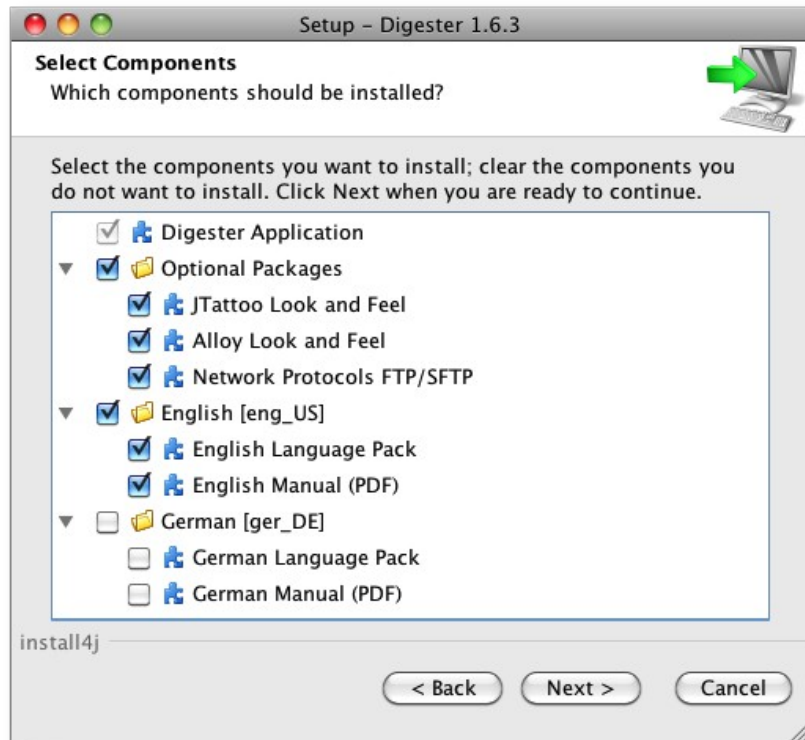 Setup – Digester 1.6.3
Select Components
Which components should be installed?
Select the components you want to install; clear the components you
do not want to install. Click Next when you are ready to continue.
Digester Application
Optional Packages
JTattoo Look and Feel
Alloy Look and Feel
Network Protocols FTP/SFTP
English [eng_US]
English Language Pack
English Manual (PDF)
German [ger_DE]
German Language Pack
German Manual (PDF)
install4j
< Back Next > Cancel